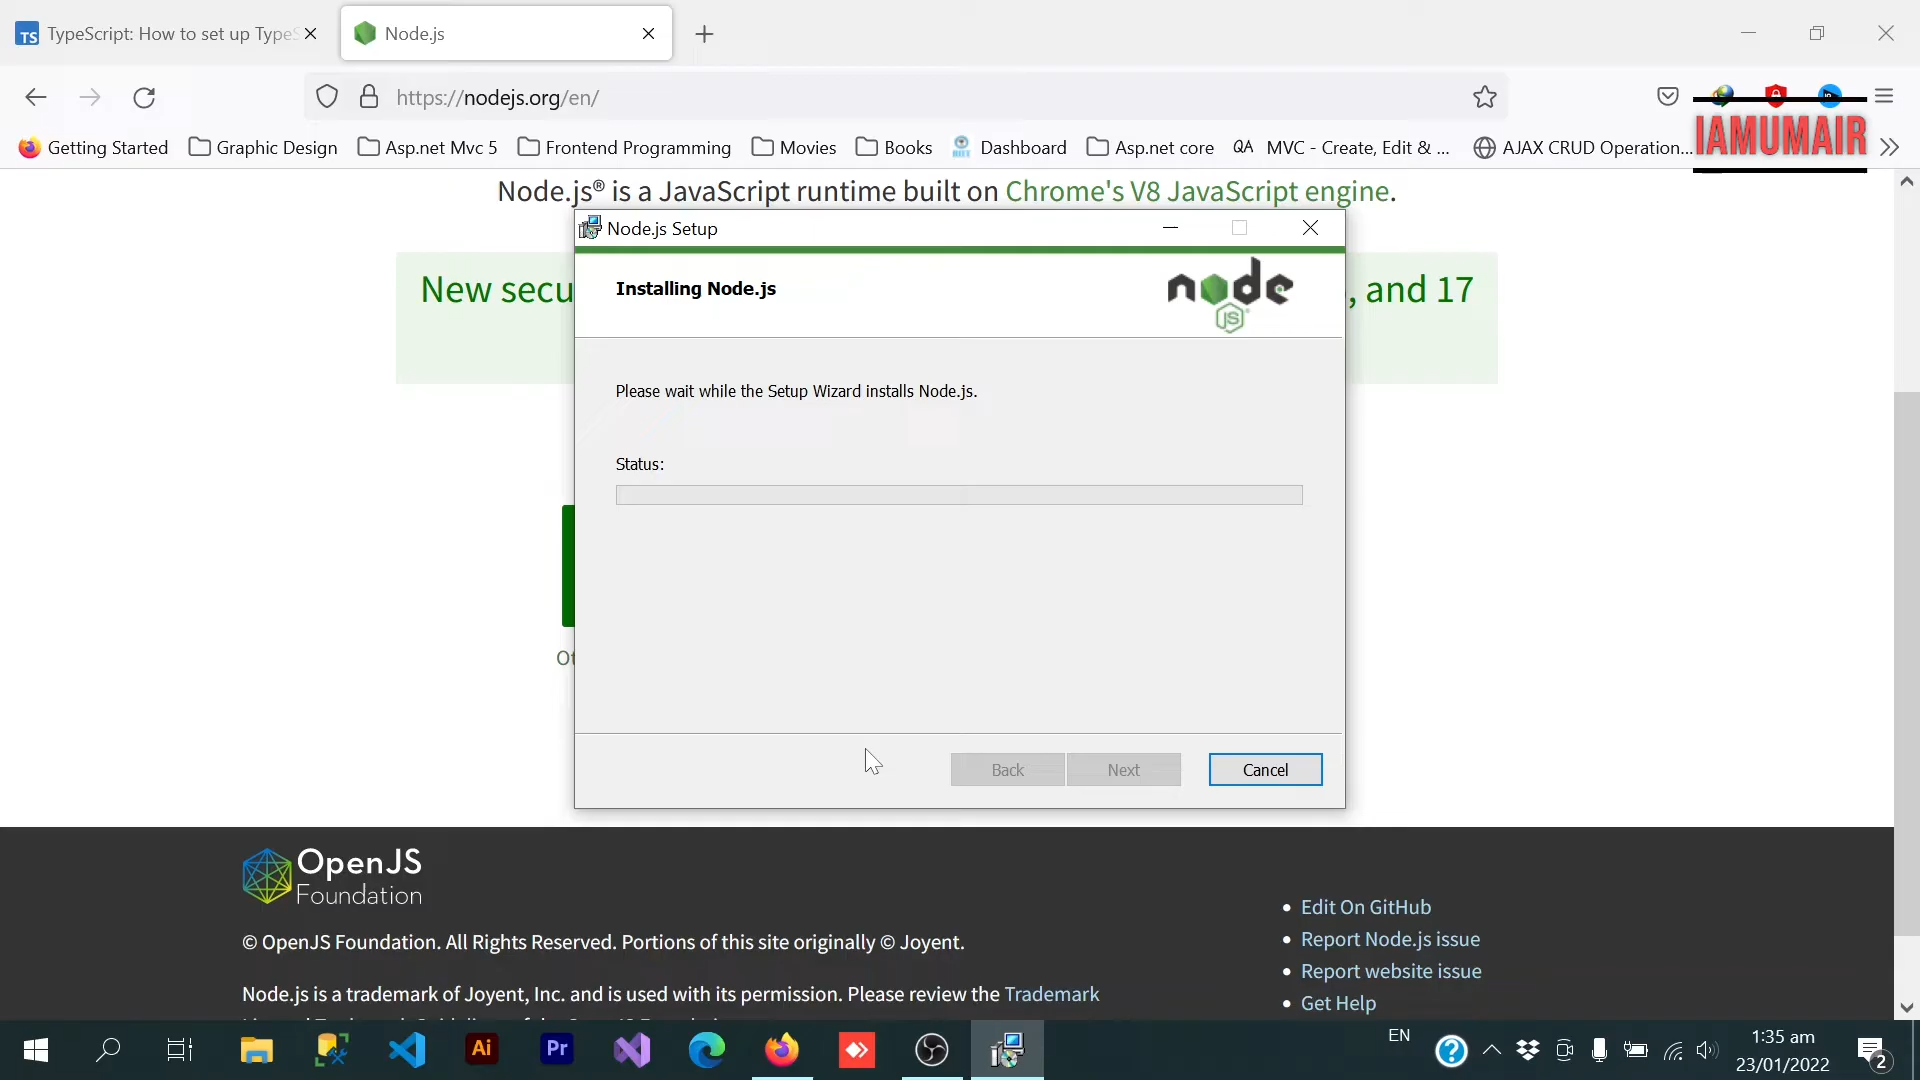 TypeScript: How to set up TypeS
Node.js
https://nodejs.org/en/
Getting Started
Graphic Design
Asp.net Mvc 5
Frontend Programming
Movies
Books
Dashboard
Asp.net core
QA MVC - Create, Edit & ...
AJAX CRUD Operation...
IAMUMAIR
Node.js® is a JavaScript runtime built on Chrome's V8 JavaScript engine.
Node.js Setup
New secu
, and 17
Installing Node.js
node
JS
Please wait while the Setup Wizard installs Node.js.
Status:
Back
Next
Cancel
OpenJS
Foundation
© OpenJS Foundation. All Rights Reserved. Portions of this site originally © Joyent.
Node.js is a trademark of Joyent, Inc. and is used with its permission. Please review the Trademark
Edit On GitHub
Report Node.js issue
Report website issue
Get Help
Ai
Pr
EN
1:35 am
23/01/2022
2